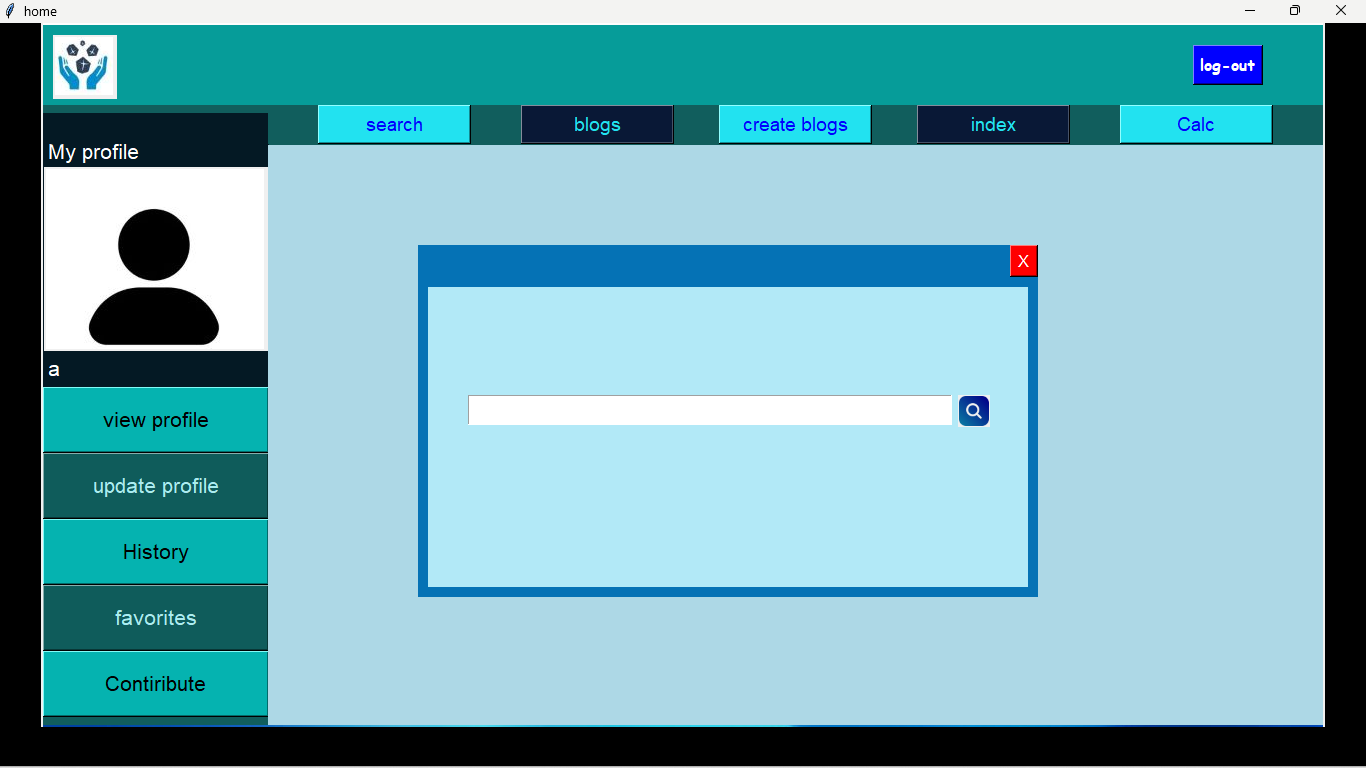 home
log-out
search
blogs
create blogs
index
Calc
My profile
X
a
view profile
update profile
History
favorites
Contiribute